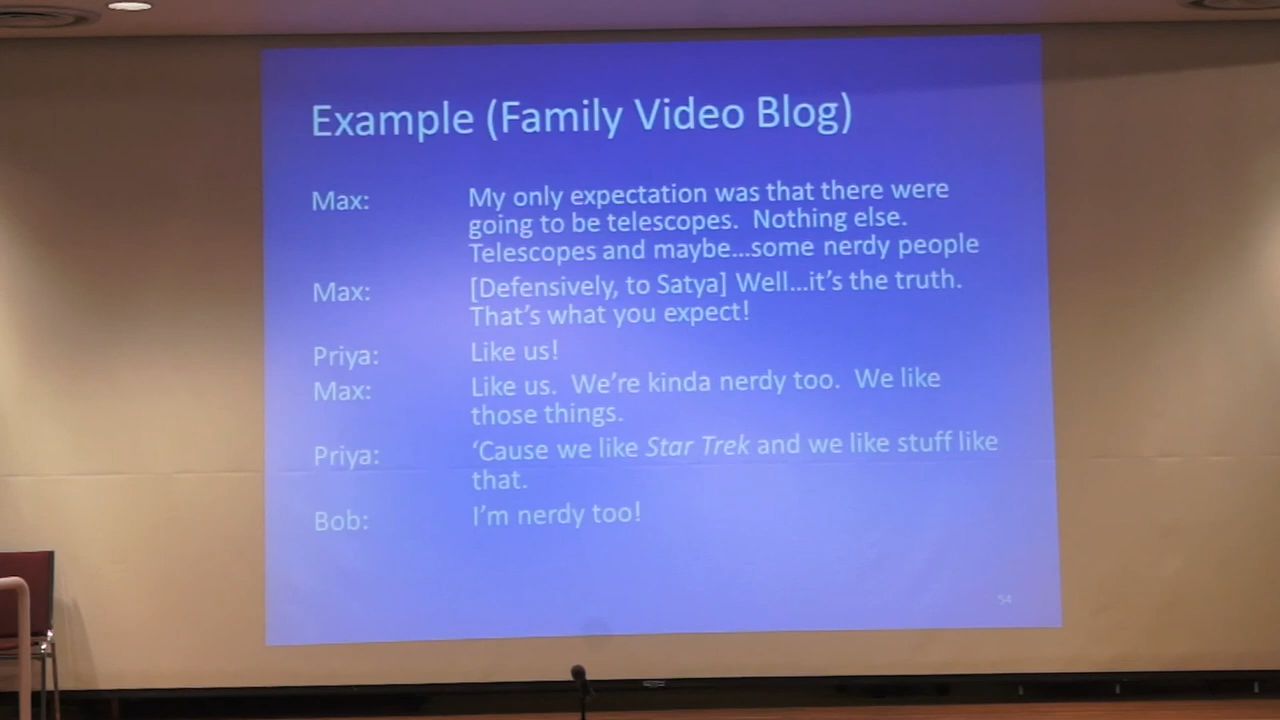 Example (Family Video Blog)
Max: My only expectation was that there were
going to be telescopes. Nothing else.
Telescopes and maybe...some nerdy people
Max: [Defensively, to Satya] Well...it's the truth.
That's what you expect!
Priya: Like us!
Max: Like us. We're kinda nerdy too. We like
those things.
Priya: ‘Cause we like Star Trek and we like stuff like
that.
Bob: I'm nerdy too!
54